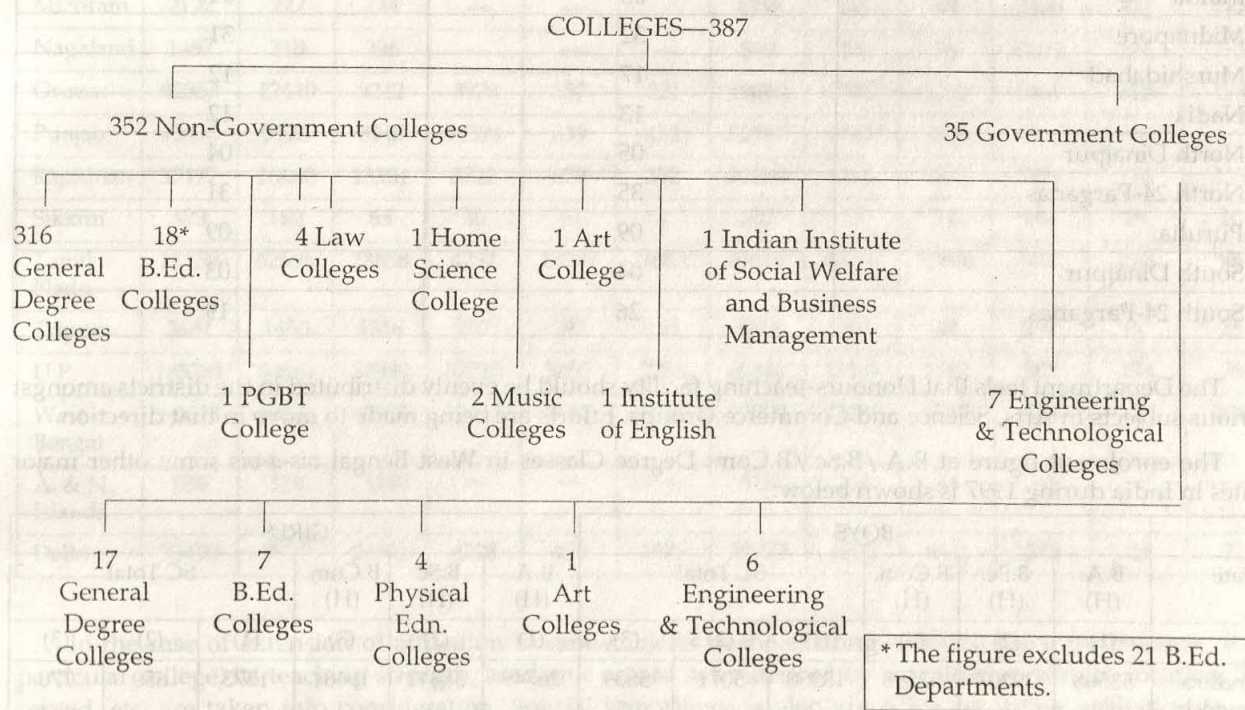 COLLEGES—387
352 Non-Government Colleges
35 Government Colleges
316
General
Degree
Colleges
18*
B.Ed.
Colleges
4 Law
Colleges
1 Home
Science
College
1 Art
College
1 Indian Institute
of Social Welfare
and Business
Management
1 PGBT
College
2 Music
Colleges
1 Institute
of English
7 Engineering
& Technological
Colleges
17
General
Degree
Colleges
7
B.Ed.
Colleges
4
Physical
Edn.
Colleges
1
Art
Colleges
6
Engineering
& Technological
Colleges
* The figure excludes 21 B.Ed.
Departments.